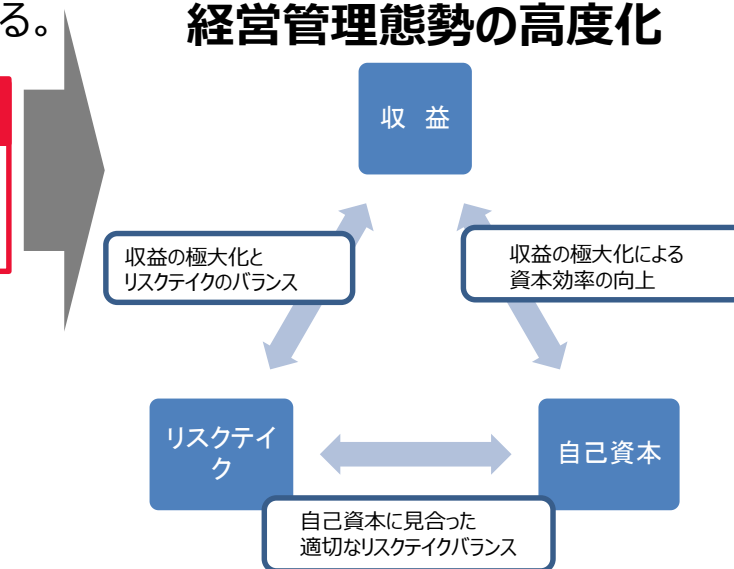 る。
経営管理態勢の高度化
収 益
収益の極大化と
リスクテイクのバランス
収益の極大化による
資本効率の向上
リスクテイ
ク
自己資本
自己資本に見合った
適切なリスクテイクバランス